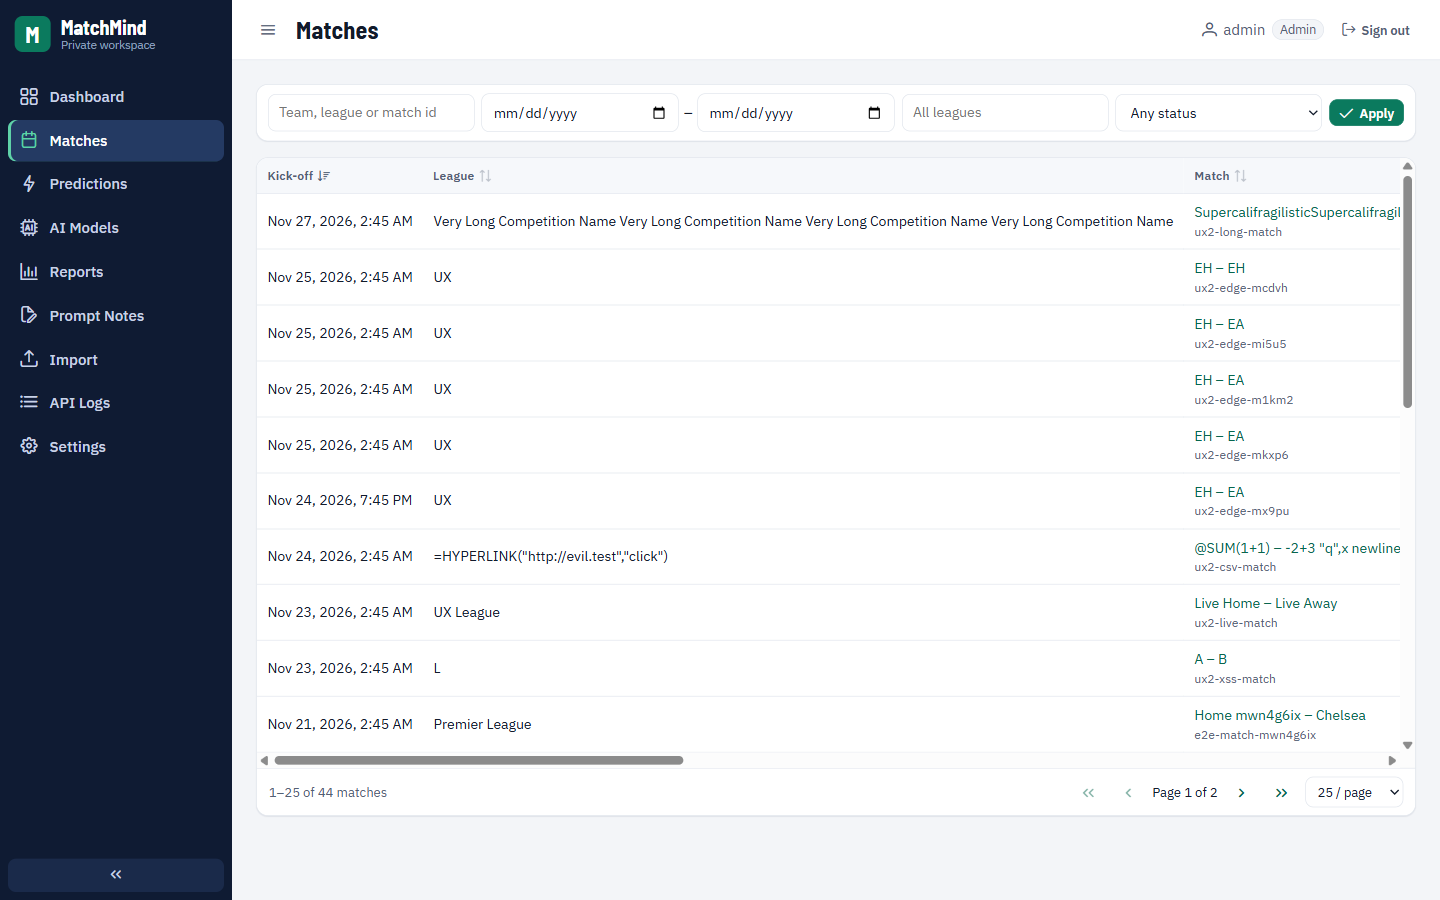 M
MatchMind
Private workspace
Dashboard
Matches
Predictions
AI Models
Reports
Prompt Notes
Import
API Logs
Settings
Matches
admin Admin Sign out
Team, league or match id mm/dd/yyyy – mm/dd/yyyy All leagues Any status Apply
Kick-off League Match
Nov 27, 2026, 2:45 AM Very Long Competition Name Very Long Competition Name Very Long Competition Name Very Long Competition Name SupercalifragilisticSupercalifragil
ux2-long-match
Nov 25, 2026, 2:45 AM UX EH – EH
ux2-edge-mcdvh
Nov 25, 2026, 2:45 AM UX EH – EA
ux2-edge-mi5u5
Nov 25, 2026, 2:45 AM UX EH – EA
ux2-edge-m1km2
Nov 25, 2026, 2:45 AM UX EH – EA
ux2-edge-mkxp6
Nov 24, 2026, 7:45 PM UX EH – EA
ux2-edge-mx9pu
Nov 24, 2026, 2:45 AM =HYPERLINK("http://evil.test","click") @SUM(1+1) – -2+3 "q",x newline
ux2-csv-match
Nov 23, 2026, 2:45 AM UX League Live Home – Live Away
ux2-live-match
Nov 23, 2026, 2:45 AM L A – B
ux2-xss-match
Nov 21, 2026, 2:45 AM Premier League Home mwn4g6ix – Chelsea
e2e-match-mwn4g6ix
1–25 of 44 matches Page 1 of 2 25 / page